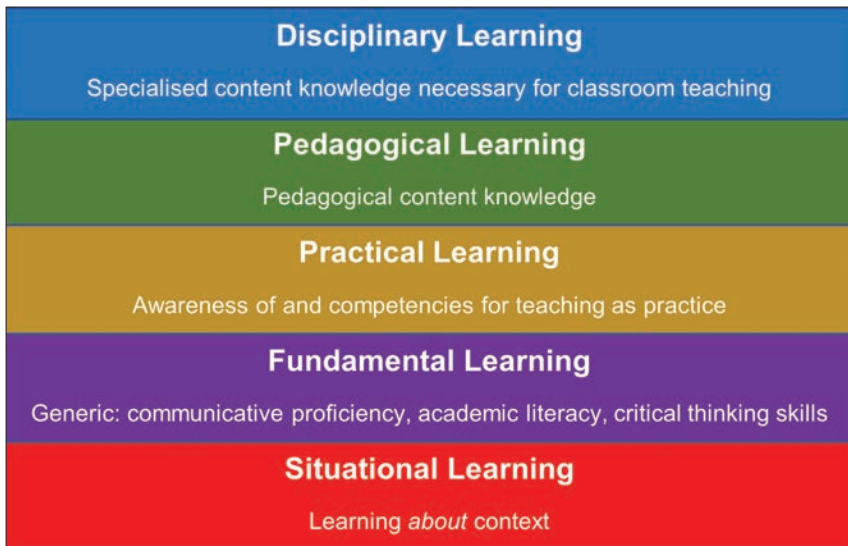 Disciplinary Learning
Specialised content knowledge necessary for classroom teaching
Pedagogical Learning
Pedagogical content knowledge
Practical Learning
Awareness of and competencies for teaching as practice
Fundamental Learning
Generic: communicative proficiency, academic literacy, critical thinking skills
Situational Learning
Learning about context